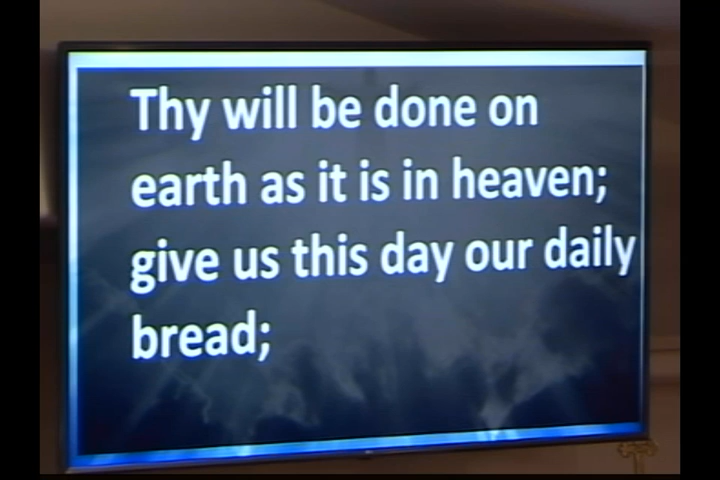 Thy will be done on
earth as it is in heaven;
give us this day our daily
bread;